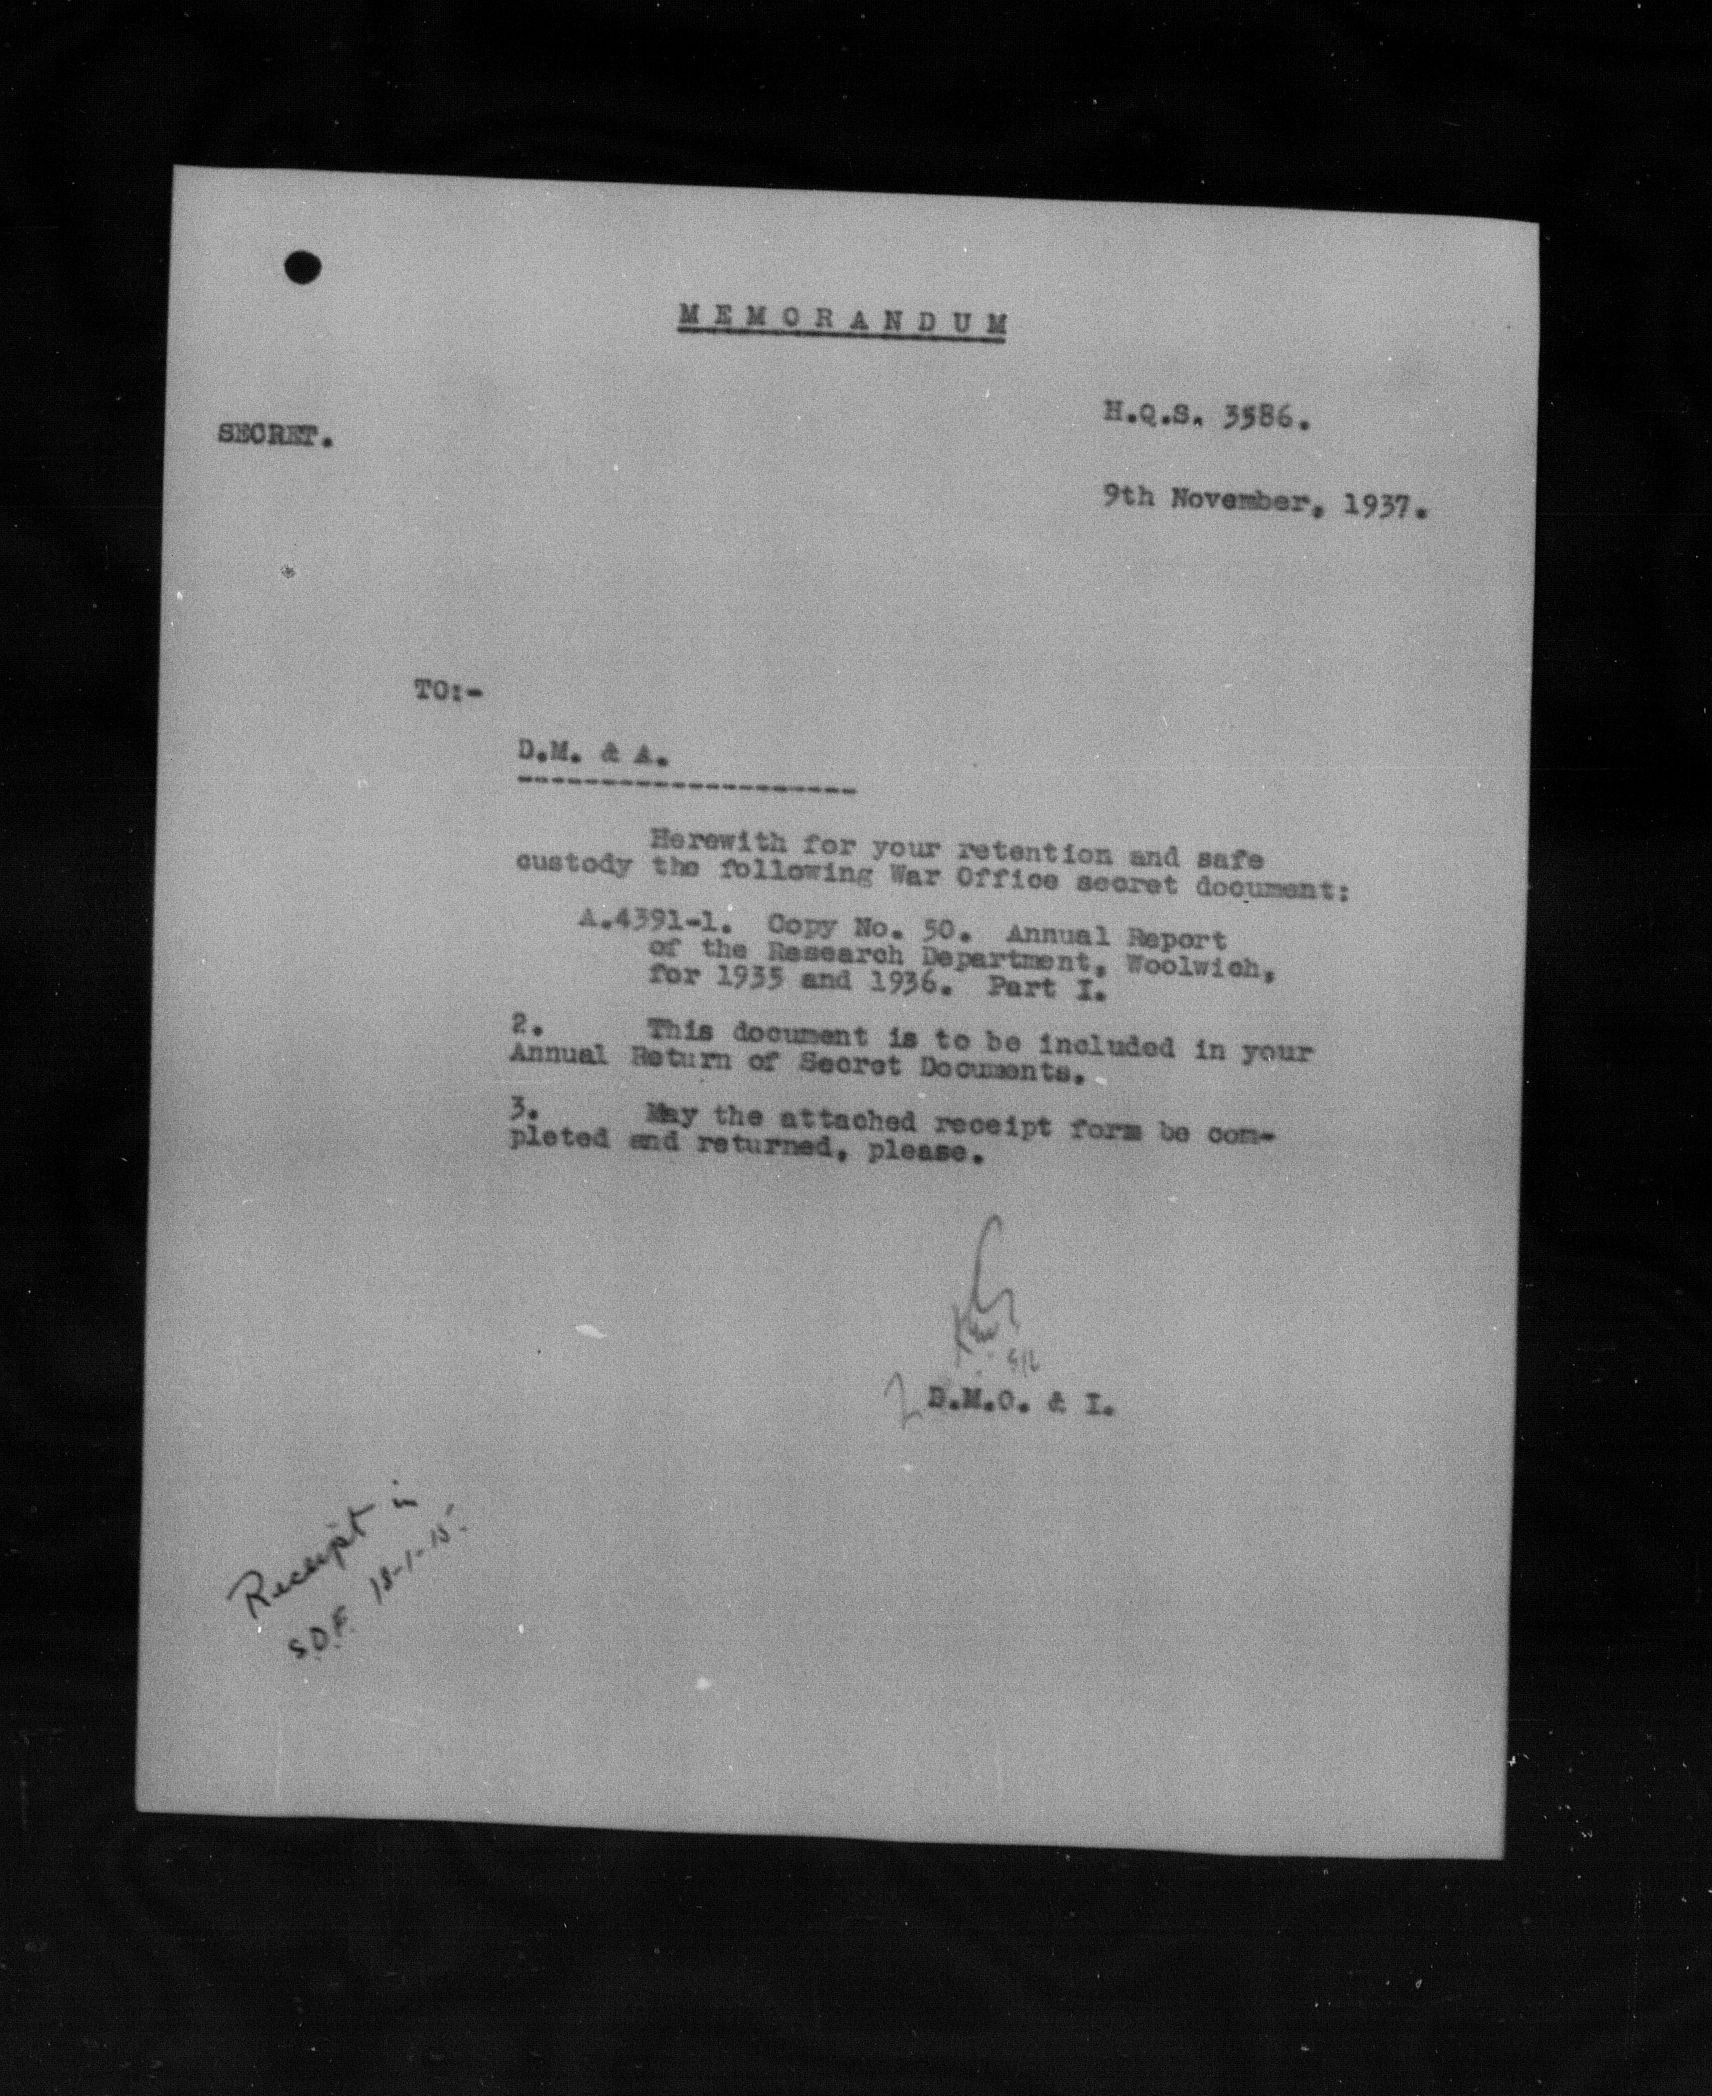 M E M O R A N D U M
H.Q.S. 3586.
SECRET.
9th November, 1937.
TO:-
D.M. & A.
--------------------
Herewith for your retention and safe
custody the following War Office secret document:
A.4391-1. Copy No. 50. Annual Report
of the Research Department, Woolwich,
for 1935 and 1936. Part I.
2. This document is to be included in your
Annual Return of Secret Documents.
3. May the attached receipt form be com-
pleted and returned, please.
D.M.O. & I.
Receipt in
S.D.F. 18-1-15.